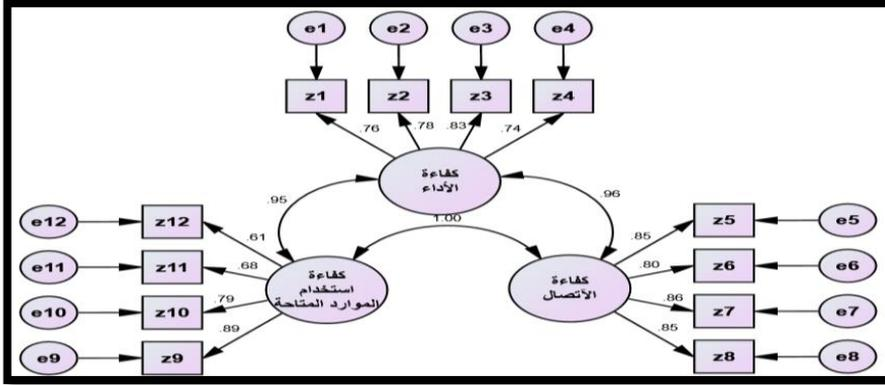 e1 e2 e3 e4
z1 z2 z3 z4
.76 .78 .83 .74
كفاءة
الأداء
.95 .96
1.00
e12 z12 .61
e11 z11 .68
e10 z10 .79
e9 z9 .89
كفاءة
استخدام
الموارد المتاحة
كفاءة
الأتصال
.85 z5 e5
.80 z6 e6
.86 z7 e7
.85 z8 e8